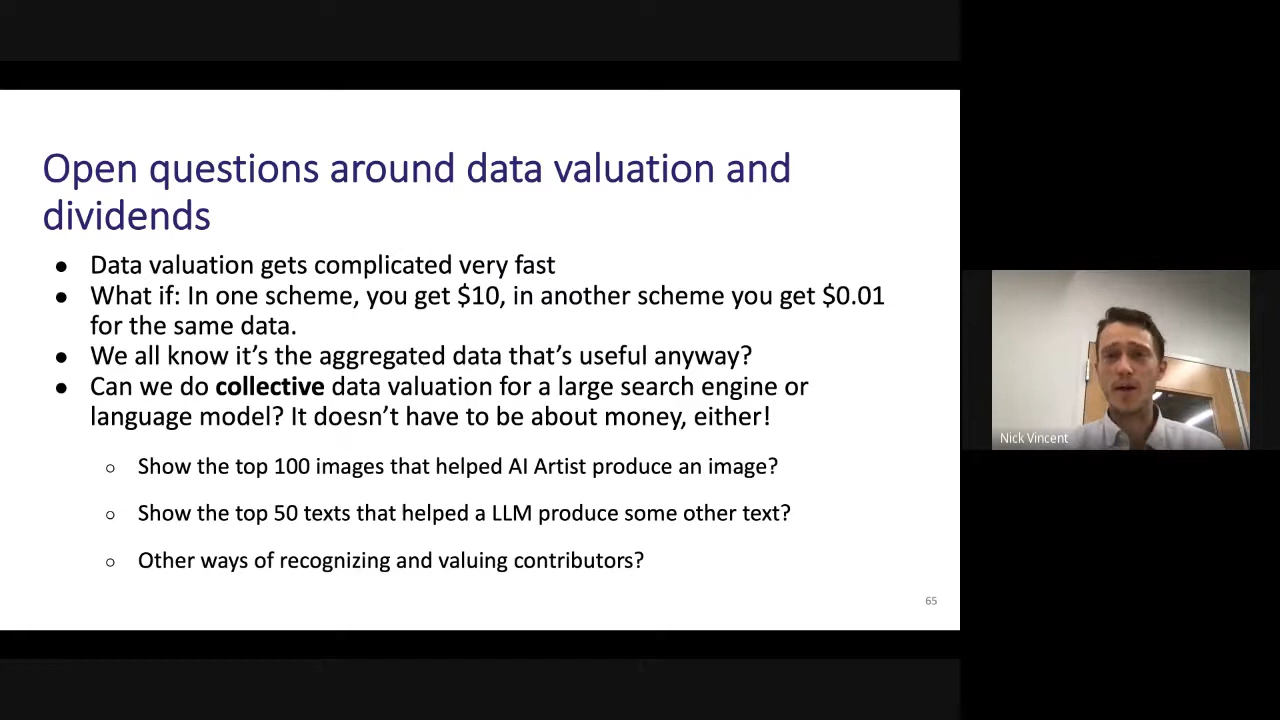 Open questions around data valuation and
dividends
● Data valuation gets complicated very fast
● What if: In one scheme, you get $10, in another scheme you get $0.01
for the same data.
● We all know it’s the aggregated data that’s useful anyway?
● Can we do collective data valuation for a large search engine or
language model? It doesn’t have to be about money, either!
○ Show the top 100 images that helped AI Artist produce an image?
○ Show the top 50 texts that helped a LLM produce some other text?
○ Other ways of recognizing and valuing contributors?
65
Nick Vincent